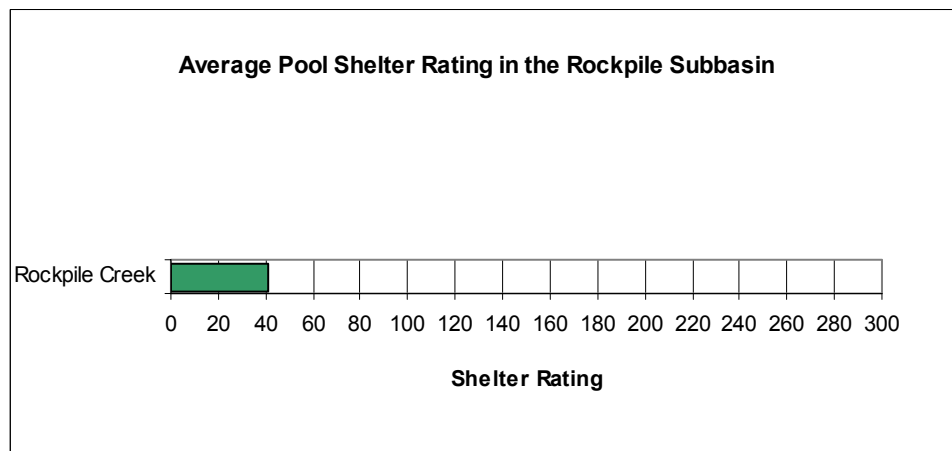 Average Pool Shelter Rating in the Rockpile Subbasin
Rockpile Creek
0 20 40 60 80 100 120 140 160 180 200 220 240 260 280 300
Shelter Rating